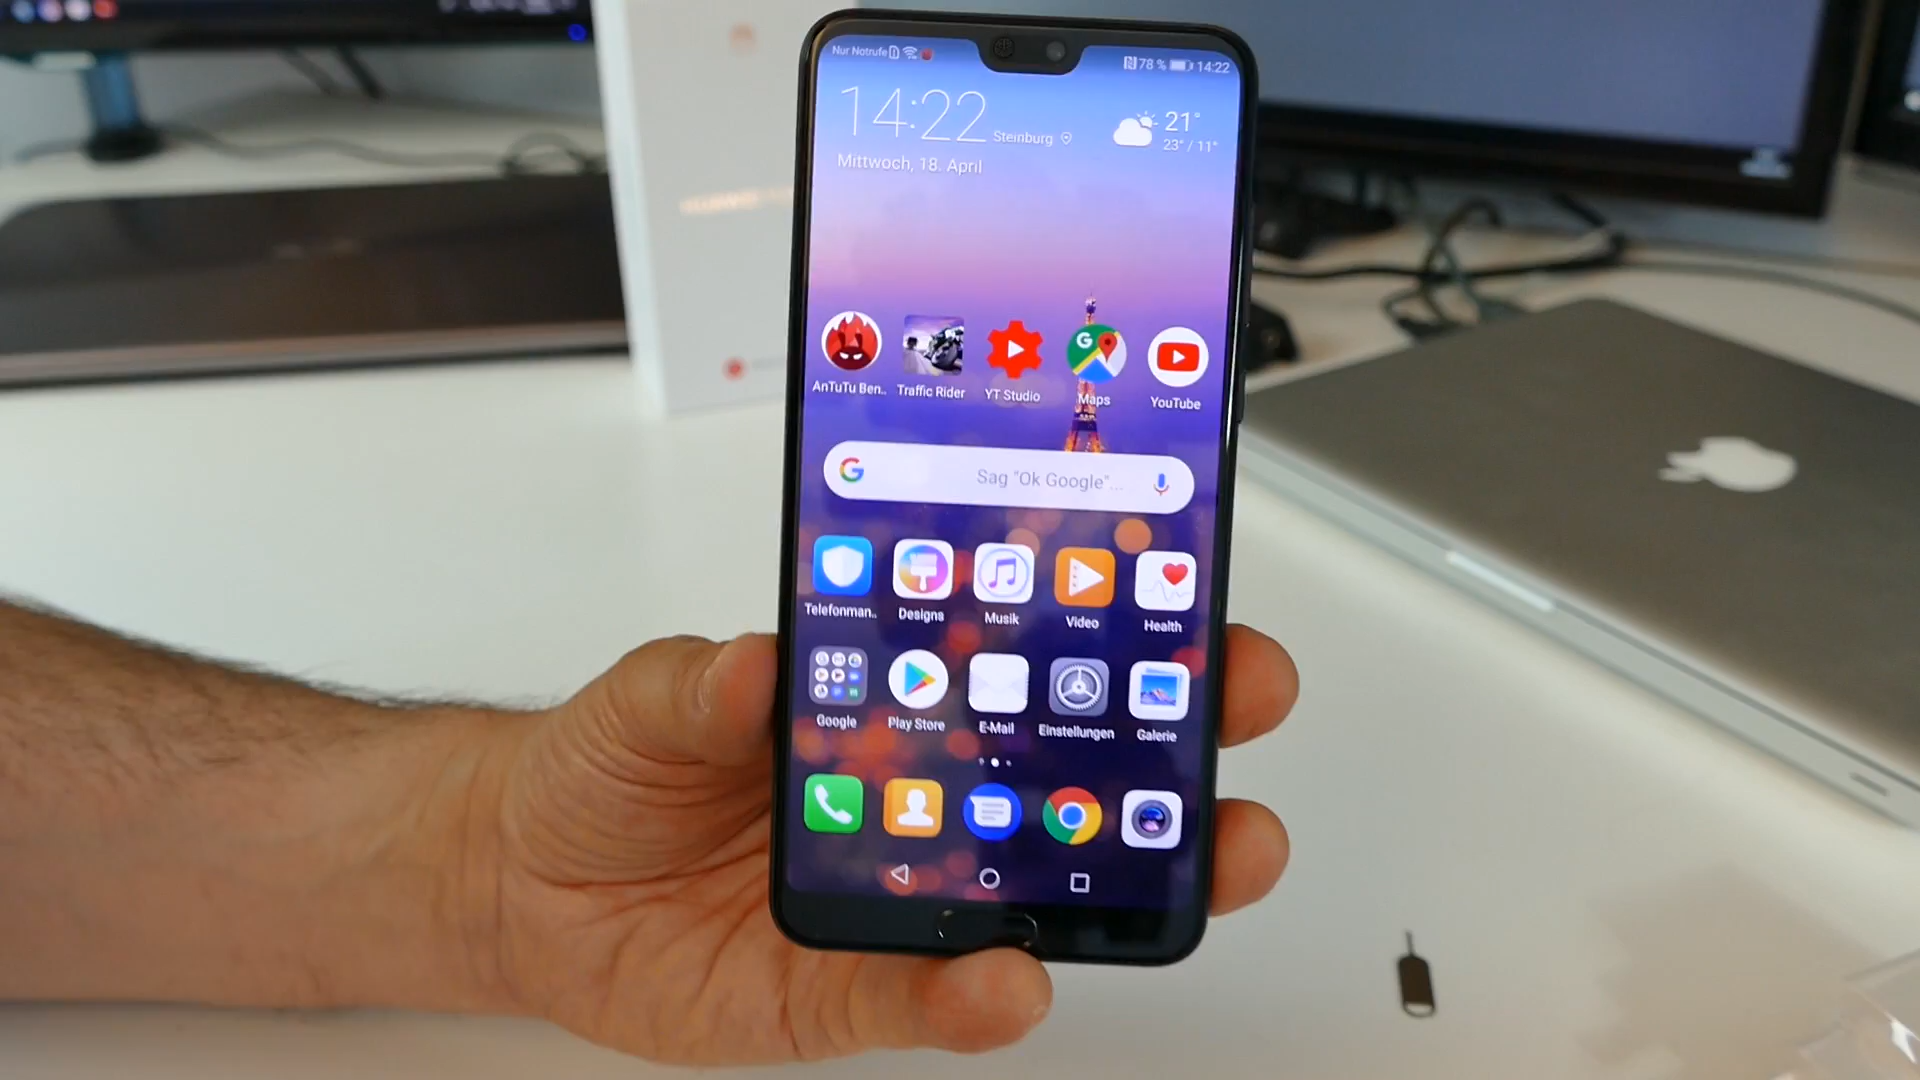 Nur Notrufe
78 % 14:22
14:22 Steinburg
21°
23° / 11°
Mittwoch, 18. April
AnTuTu Ben.. Traffic Rider YT Studio Maps YouTube
G Sag "Ok Google"...
Telefonman.. Designs Musik Video Health
Google Play Store E-Mail Einstellungen Galerie